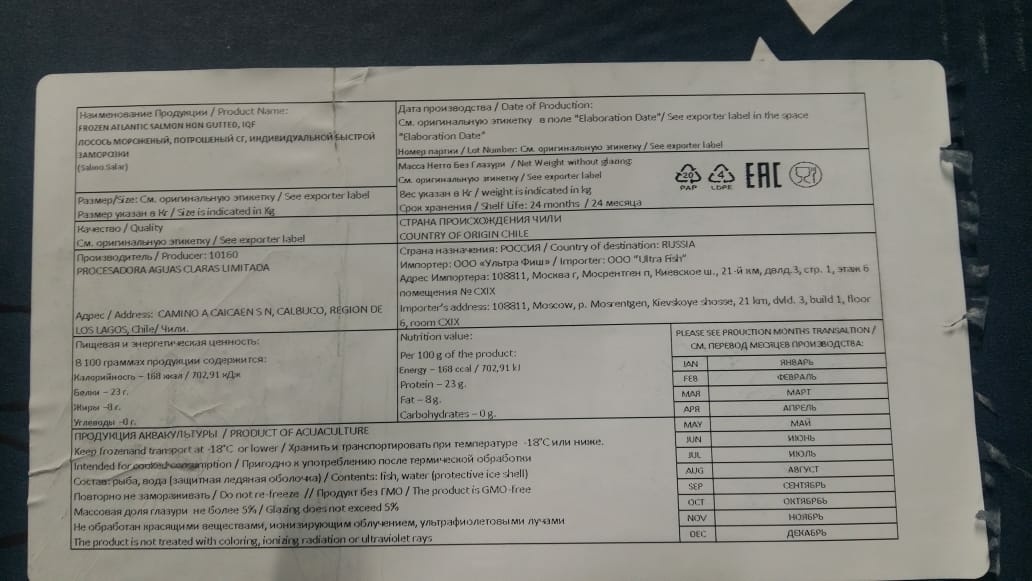 Наименование Продукции / Product Name:
FROZEN ATLANTIC SALMON HON GUTTED, IQF
ЛОСОСЬ МОРОЖЕНЫЙ, ПОТРОШЕНЫЙ СГ, ИНДИВИДУАЛЬНОЙ БЫСТРОЙ
ЗАМОРОЗКИ
(Salmo Salar)
Размер/Size: См. оригинальную этикетку / See exporter label
Размер указан в Кг / Size is indicated in Kg
Качество / Quality
См. оригинальную этикетку / See exporter label
Производитель / Producer: 10160
PROCESADORA AGUAS CLARAS LIMITADA
Адрес / Address: CAMINO A CAICAEN S N, CALBUCO, REGION DE
LOS LAGOS, Chile/ Чили.
Дата производства / Date of Production:
См. оригинальную этикетку в поле "Elaboration Date"/ See exporter label in the space
"Elaboration Date"
Номер партии / Lot Number: См. оригинальную этикетку / See exporter label
Масса Нетто Без Глазури / Net Weight without glazing:
См. оригинальную этикетку / See exporter label
Вес указан в Кг / weight is indicated in kg
Срок хранения / Shelf Life: 24 months / 24 месяца
20
PAP
4
LDPE
EAC
СТРАНА ПРОИСХОЖДЕНИЯ ЧИЛИ
COUNTRY OF ORIGIN CHILE
Страна назначения: РОССИЯ / Country of destination: RUSSIA
Импортер: ООО «Ультра Фиш» / Importer: OOO "Ultra Fish"
Адрес Импортера: 108811, Москва г, Мосрентген п, Киевское ш., 21-й км, двлд.3, стр. 1, этаж 6
помещения № CXIX
Importer's address: 108811, Moscow, p. Mosrentgen, Kievskoye shosse, 21 km, dvld. 3, build 1, floor
6, room CXIX
Пищевая и энергетическая ценность:
В 100 граммах продукции содержится:
Калорийность – 168 ккал / 702,91 кДж
Белки – 23 г.
Жиры –8 г.
Углеводы –0 г.
Nutrition value:
Per 100 g of the product:
Energy – 168 ccal / 702,91 kJ
Protein – 23 g.
Fat – 8 g.
Carbohydrates – 0 g.
PLEASE SEE PROUCTION MONTHS TRANSALTION /
СМ. ПЕРЕВОД МЕСЯЦЕВ ПРОИЗВОДСТВА:
JAN ЯНВАРЬ
FEB ФЕВРАЛЬ
MAR МАРТ
APR АПРЕЛЬ
MAY МАЙ
JUN ИЮНЬ
JUL ИЮЛЬ
AUG АВГУСТ
SEP СЕНТЯБРЬ
OCT ОКТЯБРЬ
NOV НОЯБРЬ
DEC ДЕКАБРЬ
ПРОДУКЦИЯ АКВАКУЛЬТУРЫ / PRODUCT OF ACUACULTURE
Keep frozenand transport at -18°C or lower / Хранить и транспортировать при температуре -18°C или ниже.
Intended for cooked consumption / Пригодно к употреблению после термической обработки
Состав: рыба, вода (защитная ледяная оболочка) / Contents: fish, water (protective ice shell)
Повторно не замораживать / Do not re-freeze // Продукт без ГМО / The product is GMO-free
Массовая доля глазури не более 5% / Glazing does not exceed 5%
Не обработан красящими веществами, ионизирующим облучением, ультрафиолетовыми лучами
The product is not treated with coloring, ionizing radiation or ultraviolet rays